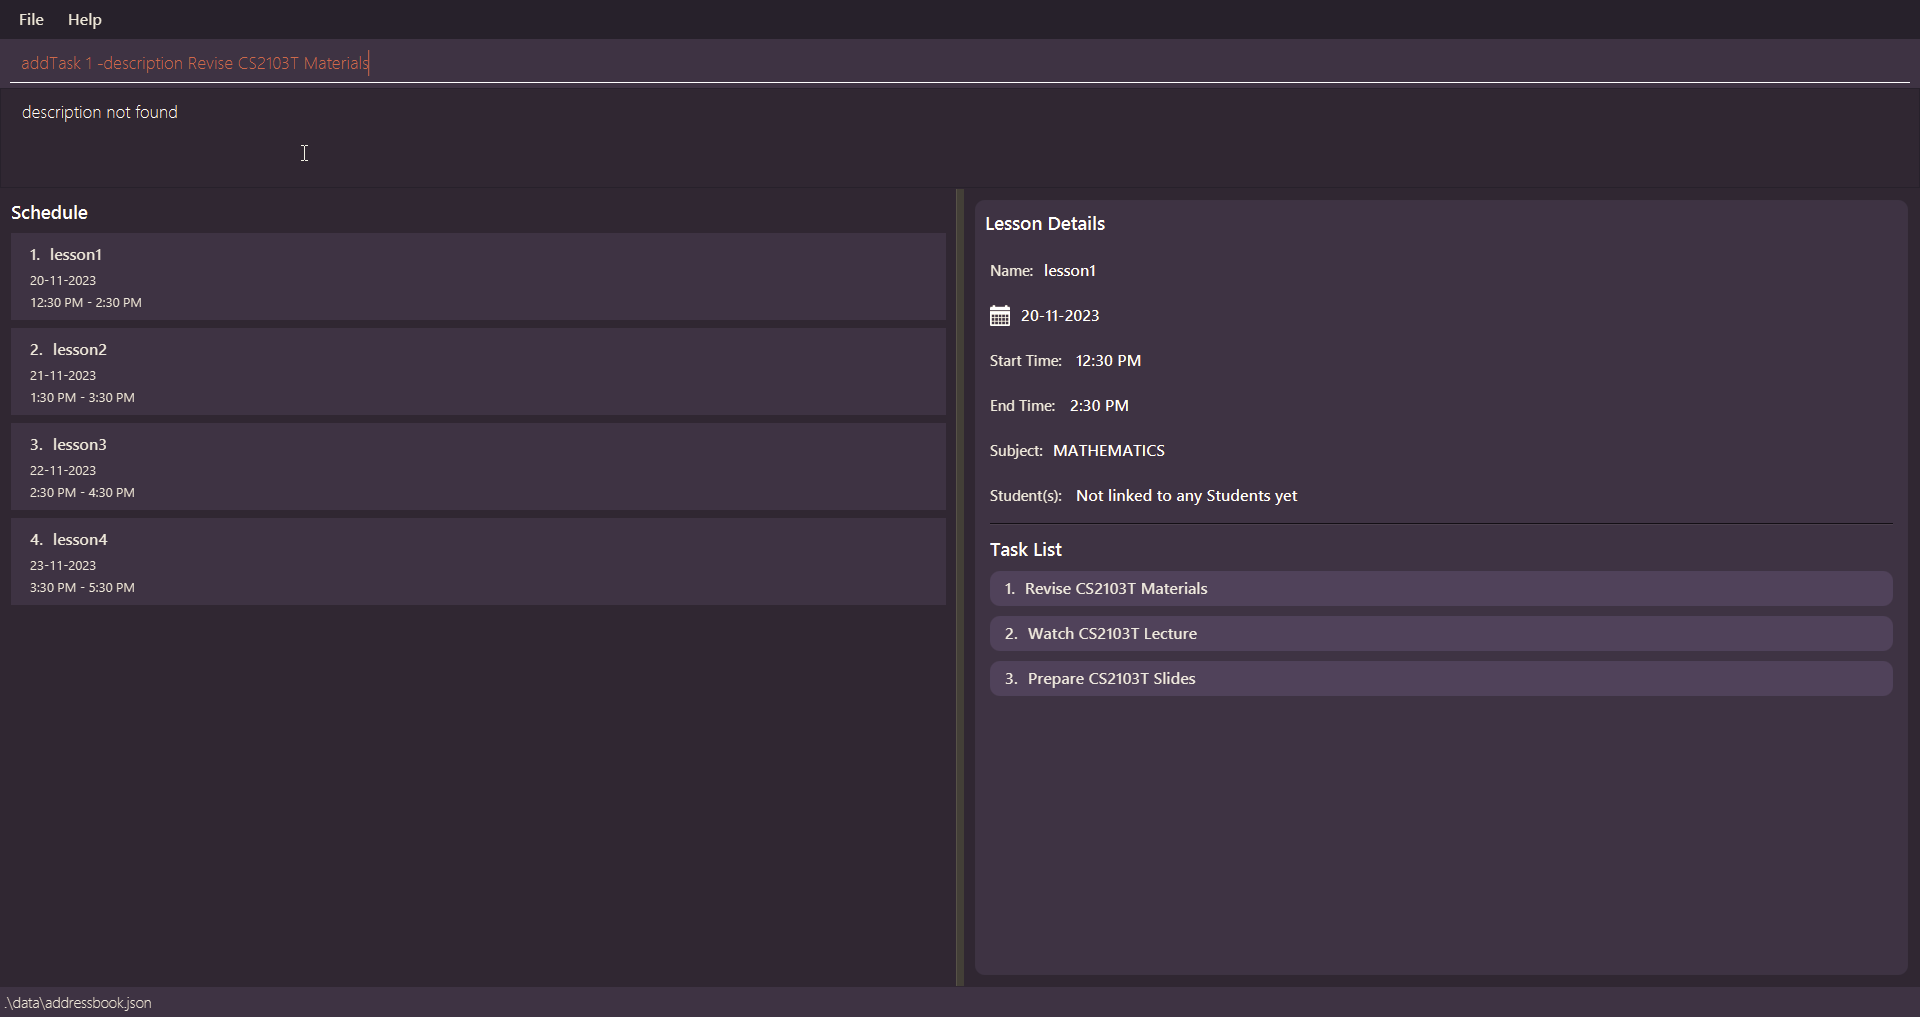 File Help
addTask 1 -description Revise CS2103T Materials
description not found
Schedule
1. lesson1
20-11-2023
12:30 PM - 2:30 PM
2. lesson2
21-11-2023
1:30 PM - 3:30 PM
3. lesson3
22-11-2023
2:30 PM - 4:30 PM
4. lesson4
23-11-2023
3:30 PM - 5:30 PM
Lesson Details
Name: lesson1
20-11-2023
Start Time: 12:30 PM
End Time: 2:30 PM
Subject: MATHEMATICS
Student(s): Not linked to any Students yet
Task List
1. Revise CS2103T Materials
2. Watch CS2103T Lecture
3. Prepare CS2103T Slides
.\data\addressbook.json